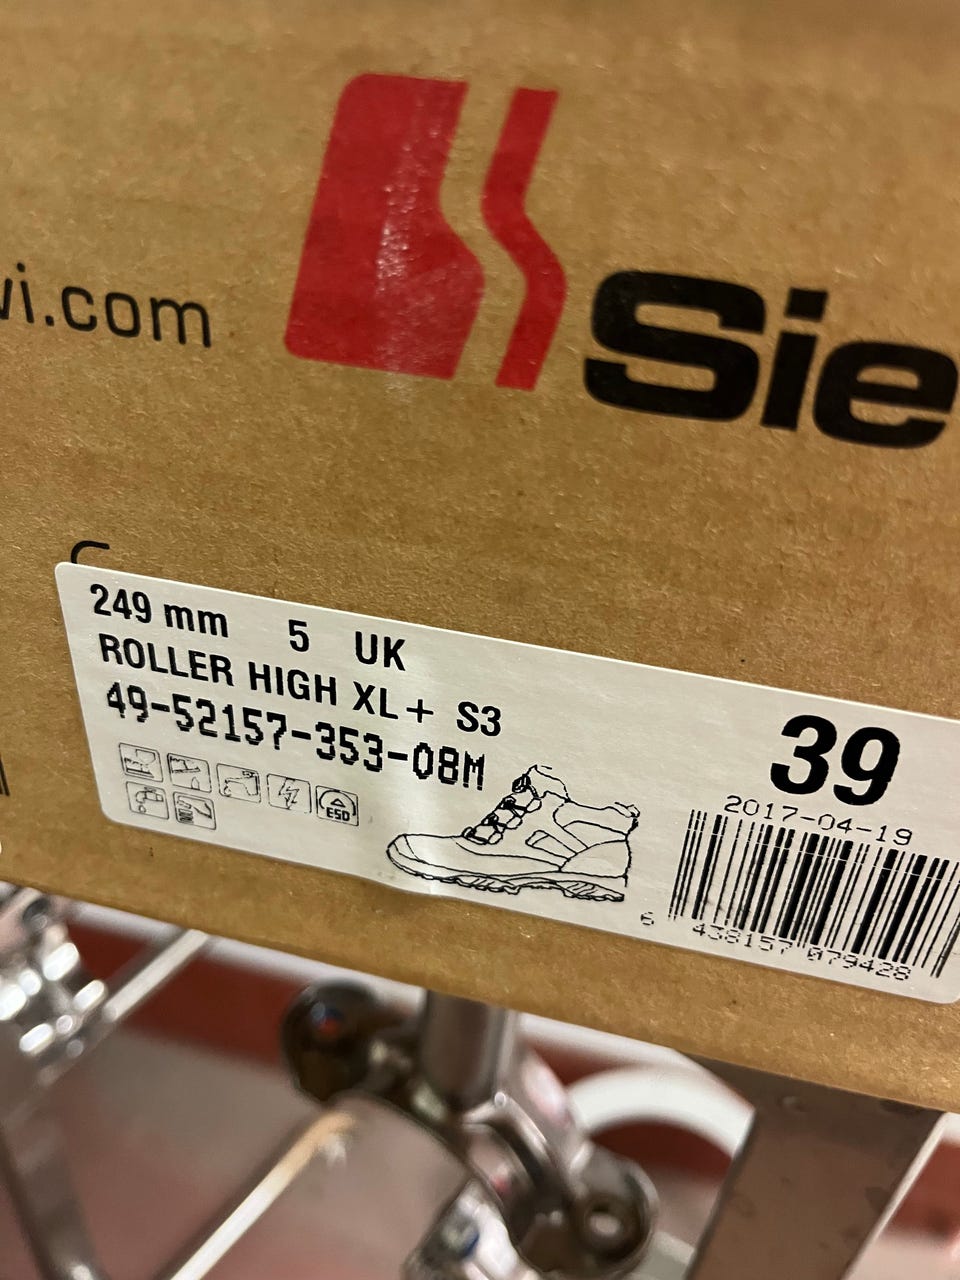 vi.com
Sie
249 mm 5 UK
ROLLER HIGH XL+ S3
49-52157-353-08M
39
ESD
2017-04-19
6 438157 079428